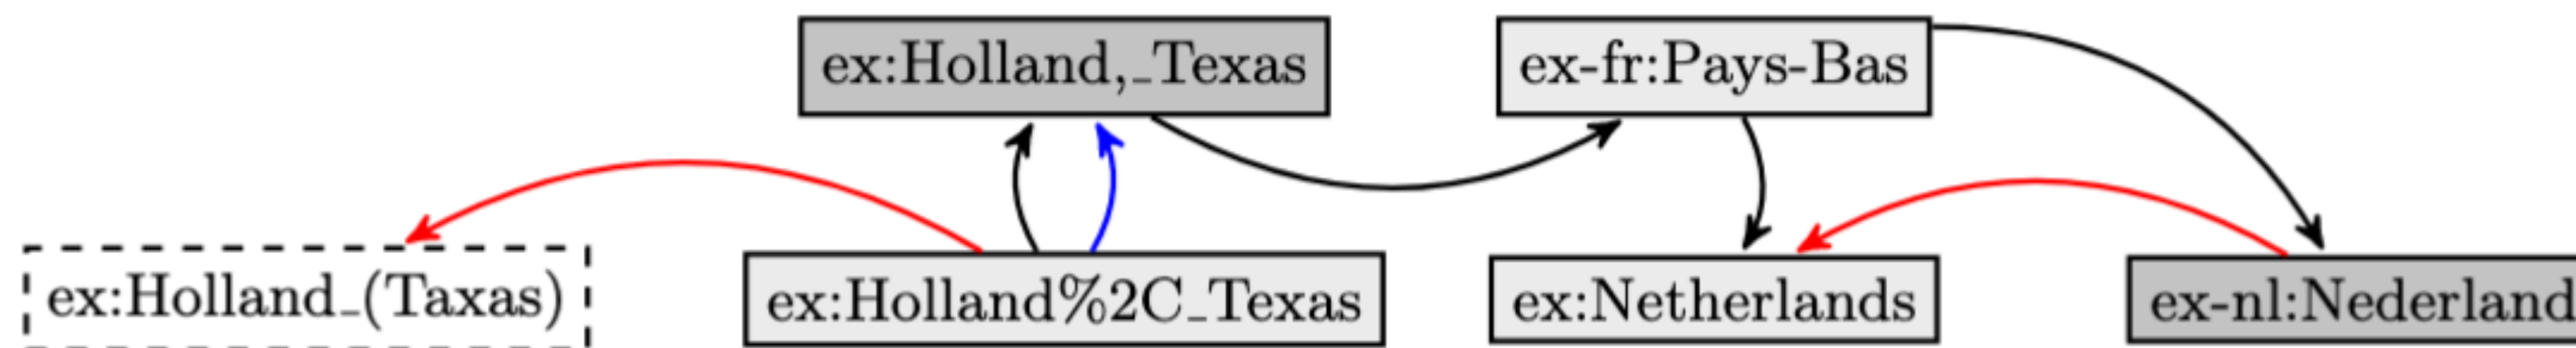 ex:Holland,_Texas
ex-fr:Pays-Bas
ex:Holland_(Taxas)
ex:Holland%2C_Texas
ex:Netherlands
ex-nl:Nederland